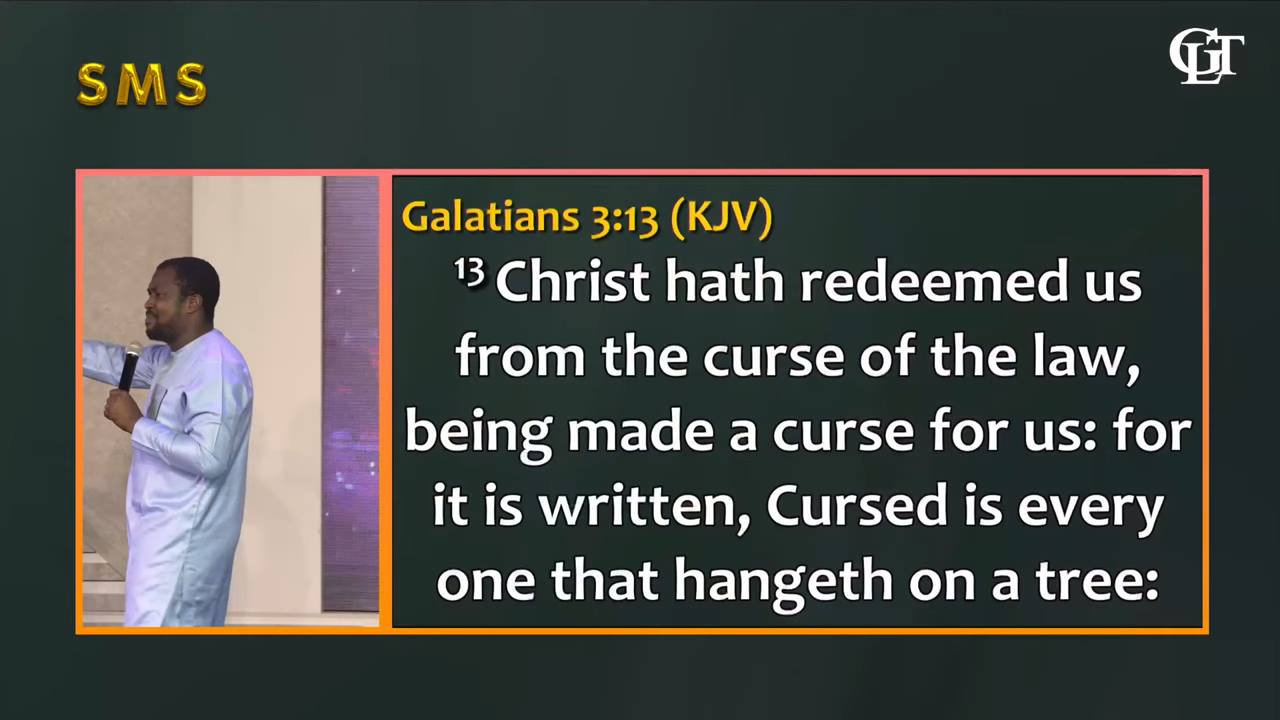 SMS
GLT
Galatians 3:13 (KJV)
13 Christ hath redeemed us
from the curse of the law,
being made a curse for us: for
it is written, Cursed is every
one that hangeth on a tree: